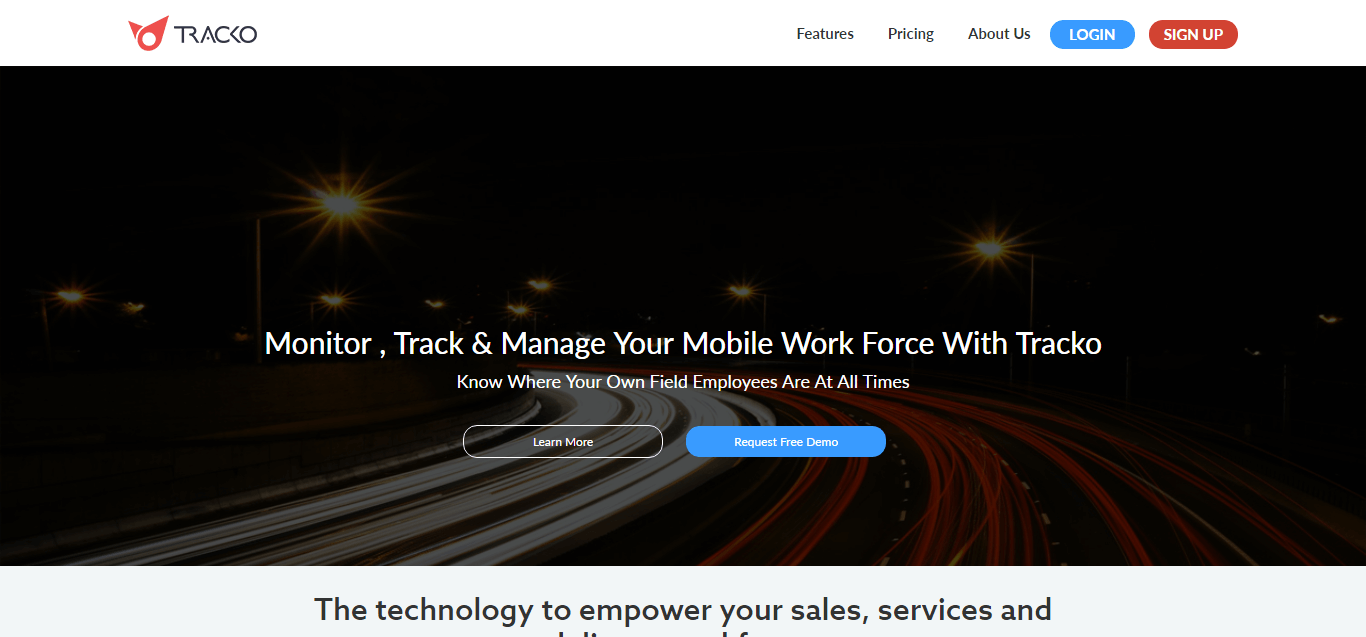 TRACKO
Features
Pricing
About Us
LOGIN
SIGN UP
Monitor , Track & Manage Your Mobile Work Force With Tracko
Know Where Your Own Field Employees Are At All Times
Learn More
Request Free Demo
The technology to empower your sales, services and